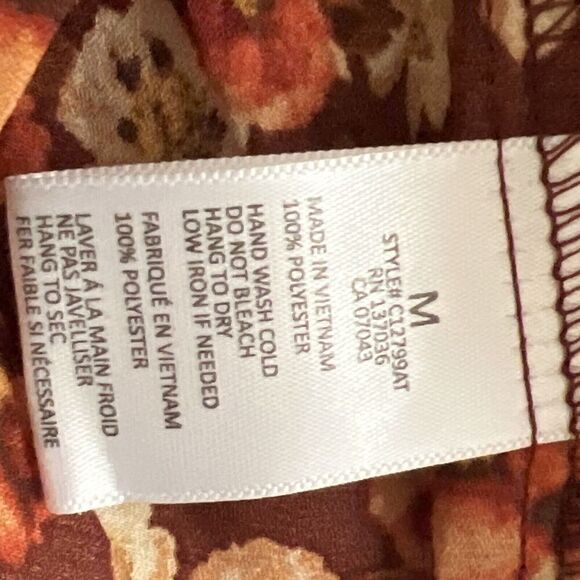 M
STYLE# C12799AT
RN 137036
CA 07043
MADE IN VIETNAM
100% POLYESTER
HAND WASH COLD
DO NOT BLEACH
HANG TO DRY
LOW IRON IF NEEDED
FABRIQUÉ EN VIETNAM
100% POLYESTER
LAVER Á LA MAIN FROID
NE PAS JAVELLISER
HANG TO SEC
FER FAIBLE SI NÉCESSAIRE